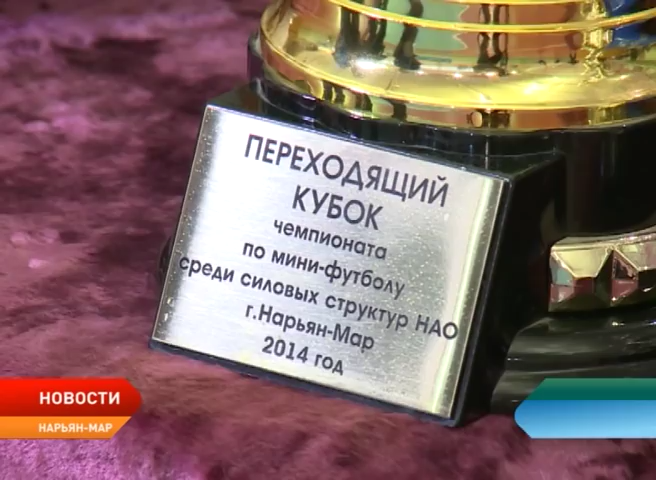 ПЕРЕХОДЯЩИЙ
КУБОК
чемпионата
по мини-футболу
среди силовых структур НАО
г.Нарьян-Мар
2014 год
НОВОСТИ
НАРЬЯН-МАР